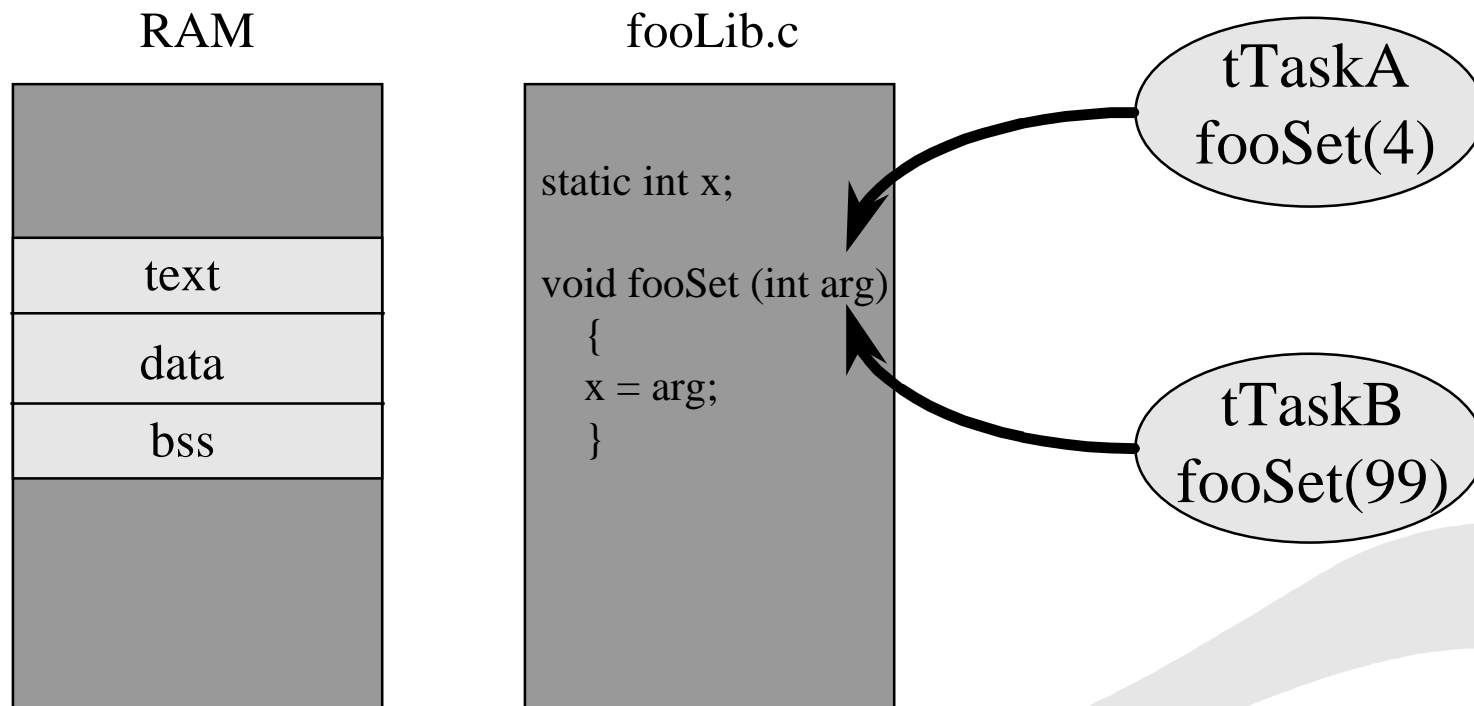 RAM
text
data
bss
fooLib.c
static int x;
void fooSet (int arg)
{
x = arg;
}
tTaskA
fooSet(4)
tTaskB
fooSet(99)